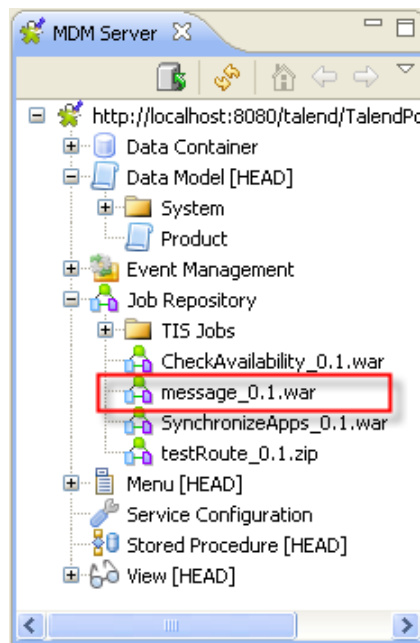 MDM Server
http://localhost:8080/talend/TalendPo
Data Container
Data Model [HEAD]
System
Product
Event Management
Job Repository
TIS Jobs
CheckAvailability_0.1.war
message_0.1.war
SynchronizeApps_0.1.war
testRoute_0.1.zip
Menu [HEAD]
Service Configuration
Stored Procedure [HEAD]
View [HEAD]